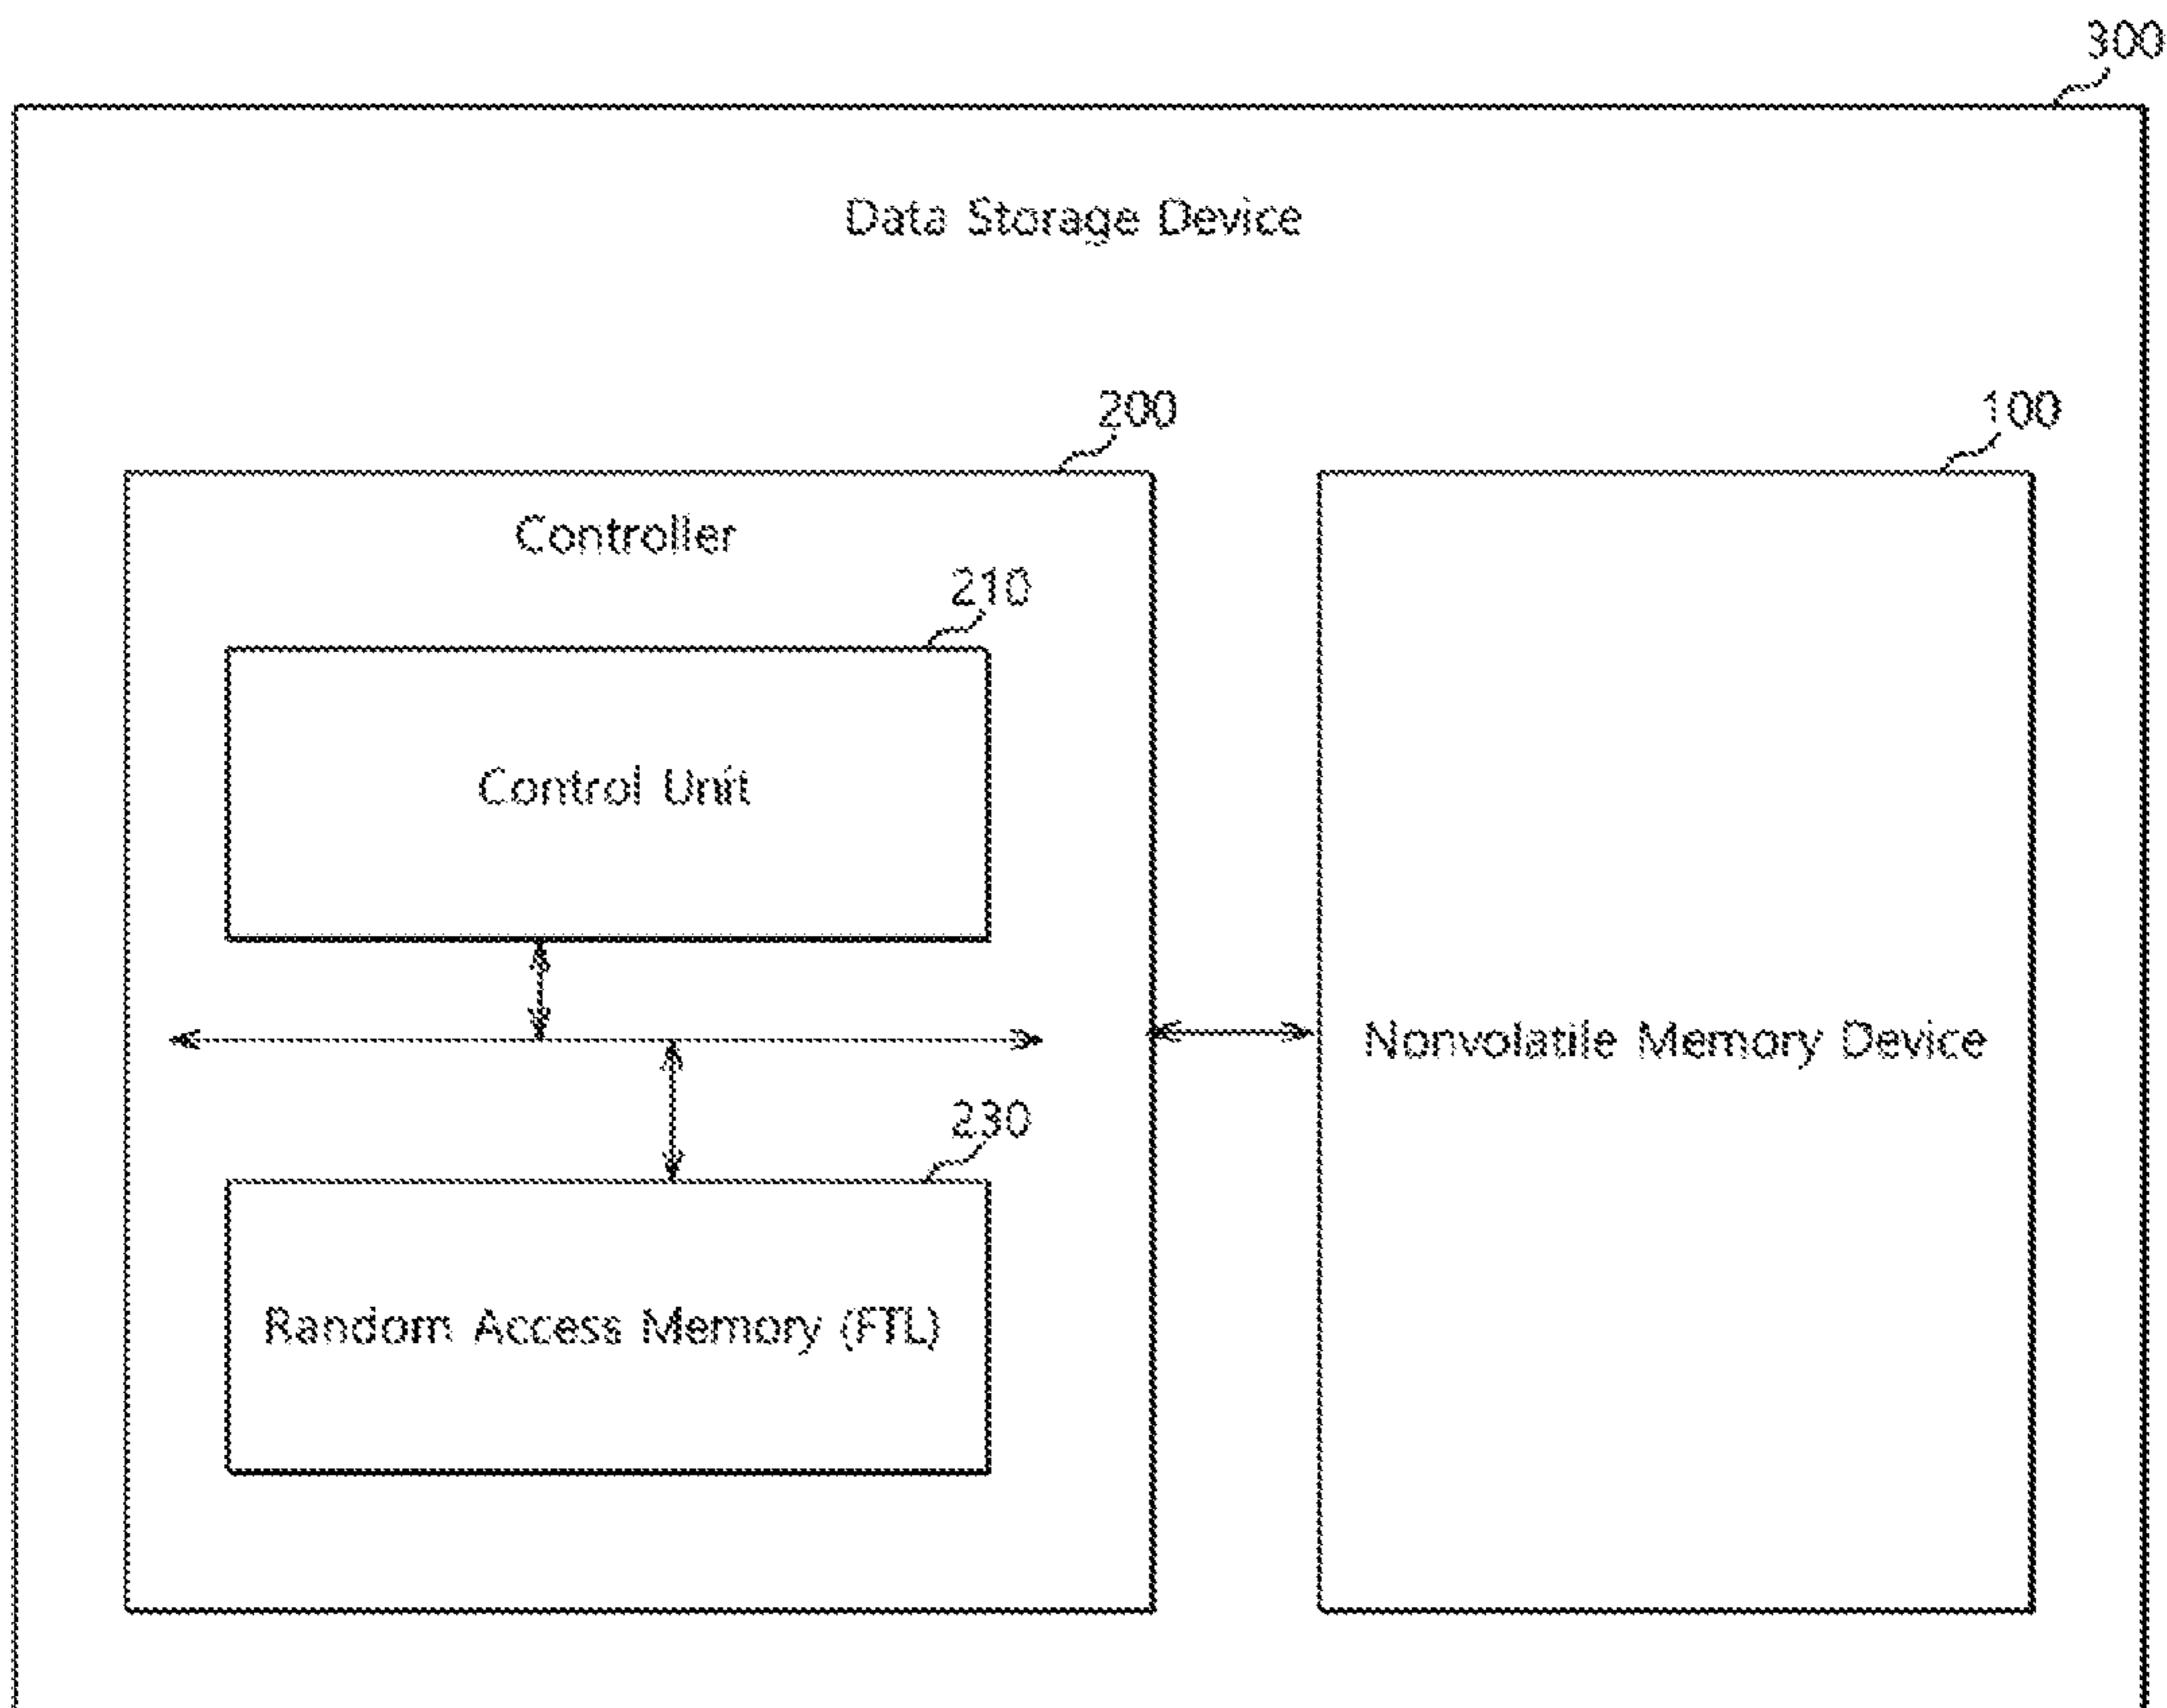 300
Data Storage Device
200
100
Controller
210
Control Unit
Nonvolatile Memory Device
230
Random Access Memory (FTL)